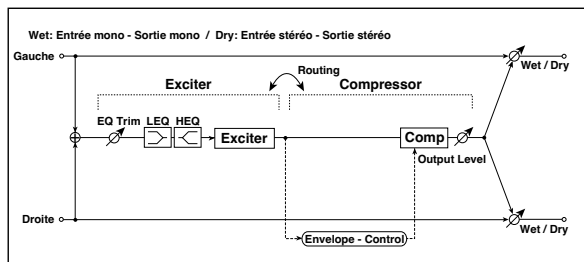 Wet: Entrée mono - Sortie mono / Dry: Entrée stéréo - Sortie stéréo
Gauche
Wet / Dry
Routing
Exciter
Compressor
EQ Trim
LEQ
HEQ
Exciter
Comp
Output Level
Droite
Wet / Dry
Envelope - Control